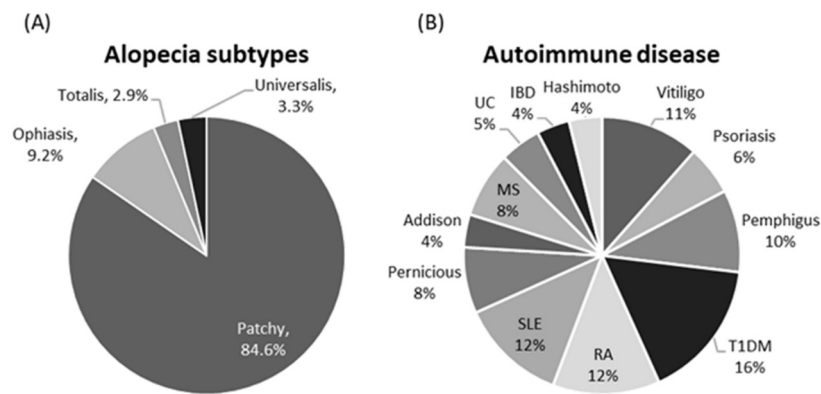 (A)
Alopecia subtypes
Totalis, 2.9%
Universalis,
3.3%
Ophiasis,
9.2%
Patchy,
84.6%
(B)
Autoimmune disease
Hashimoto
4%
Vitiligo
11%
IBD
4%
UC
5%
Psoriasis
6%
MS
8%
Addison
4%
Pemphigus
10%
Pernicious
8%
SLE
12%
RA
12%
T1DM
16%